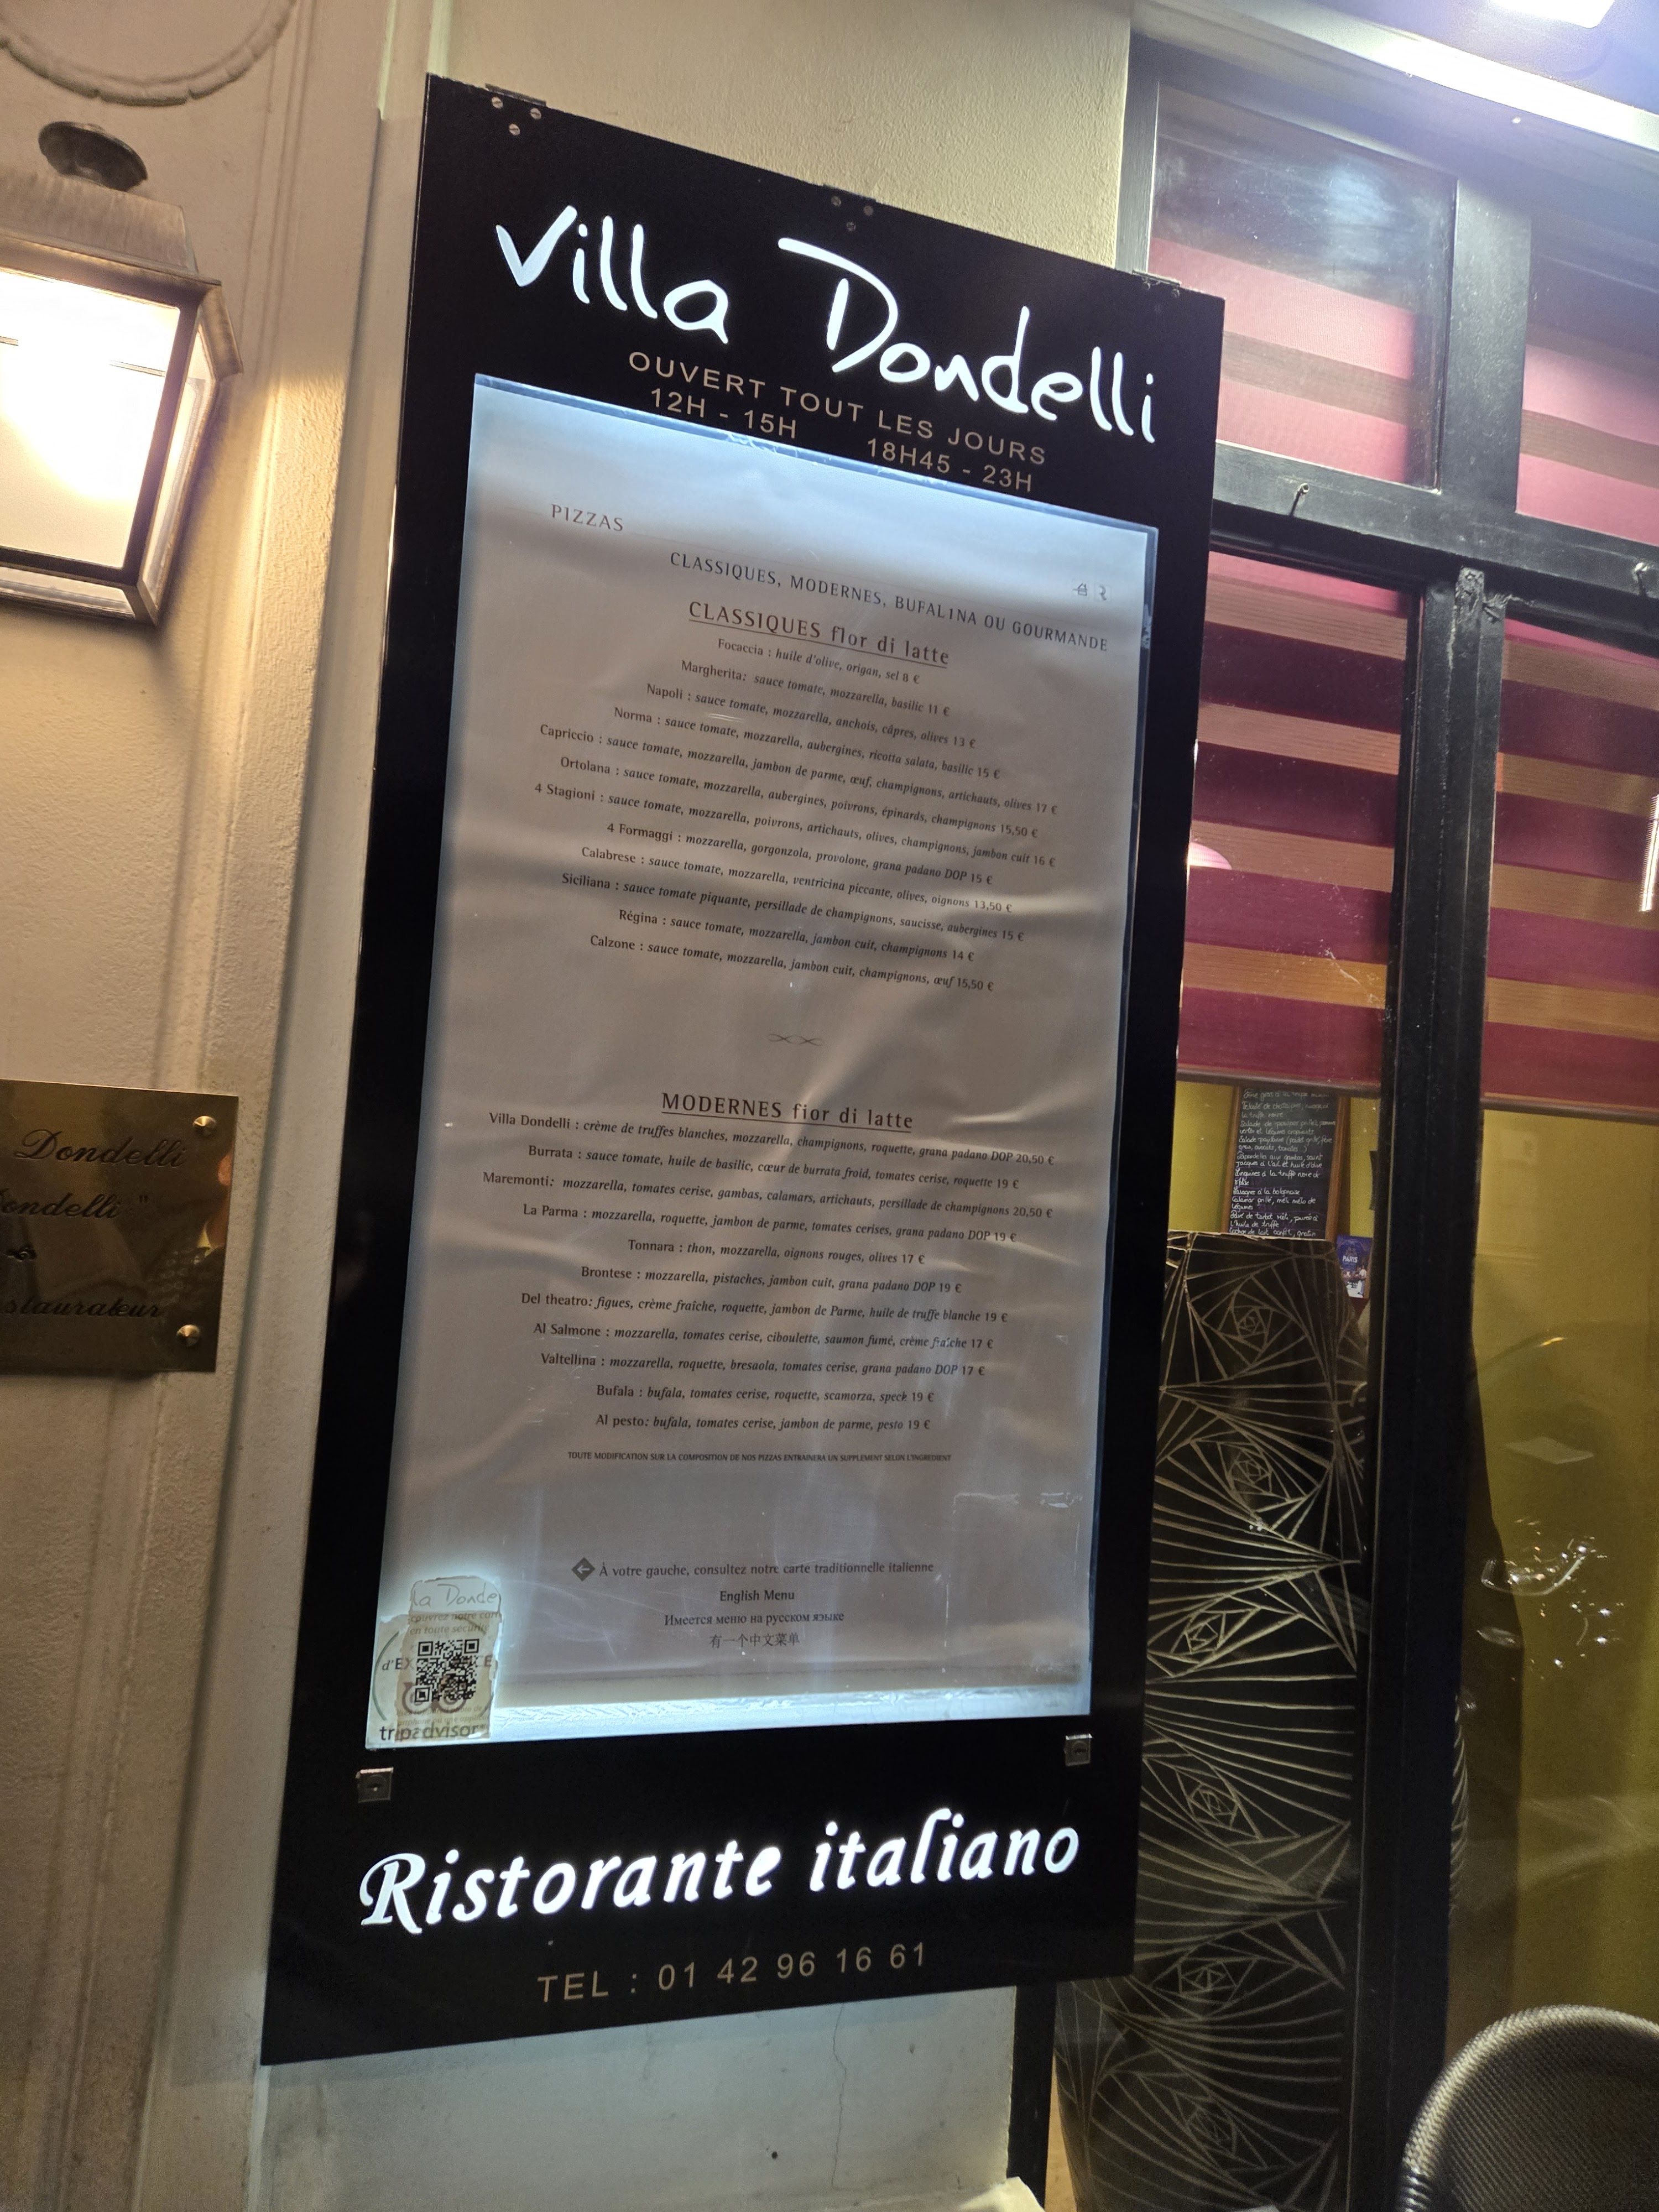 Villa Dondelli
OUVERT TOUT LES JOURS
12H - 15H 18H45 - 23H
PIZZAS
CLASSIQUES, MODERNES, BUFAL1NA OU GOURMANDE
CLASSIQUES fior di latte
Focaccia : huile d'olive, origan, sel 8 €
Margherita: sauce tomate, mozzarella, basilic 11 €
Napoli : sauce tomate, mozzarella, anchois, câpres, olives 13 €
Norma : sauce tomate, mozzarella, aubergines, ricotta salata, basilic 15 €
Capriccio : sauce tomate, mozzarella, jambon de parme, œuf, champignons, artichauts, olives 17 €
Ortolana : sauce tomate, mozzarella, aubergines, poivrons, épinards, champignons 15,50 €
4 Stagioni : sauce tomate, mozzarella, poivrons, artichauts, olives, champignons, jambon cuit 16 €
4 Formaggi : mozzarella, gorgonzola, provolone, grana padano DOP 15 €
Calabrese : sauce tomate, mozzarella, ventricina piccante, olives, oignons 13,50 €
Siciliana : sauce tomate piquante, persillade de champignons, saucisse, aubergines 15 €
Régina : sauce tomate, mozzarella, jambon cuit, champignons 14 €
Calzone : sauce tomate, mozzarella, jambon cuit, champignons, œuf 15,50 €
MODERNES fior di latte
Villa Dondelli : crème de truffes blanches, mozzarella, champignons, roquette, grana padano DOP 20,50 €
Burrata : sauce tomate, huile de basilic, cœur de burrata froid, tomates cerise, roquette 19 €
Maremonti: mozzarella, tomates cerise, gambas, calamars, artichauts, persillade de champignons 20,50 €
La Parma : mozzarella, roquette, jambon de parme, tomates cerises, grana padano DOP 19 €
Tonnara : thon, mozzarella, oignons rouges, olives 17 €
Brontese : mozzarella, pistaches, jambon cuit, grana padano DOP 19 €
Del theatro: figues, crème fraîche, roquette, jambon de Parme, huile de truffe blanche 19 €
Al Salmone : mozzarella, tomates cerise, ciboulette, saumon fumé, crème fraîche 17 €
Valtellina : mozzarella, roquette, bresaola, tomates cerise, grana padano DOP 17 €
Bufala : bufala, tomates cerise, roquette, scamorza, speck 19 €
Al pesto: bufala, tomates cerise, jambon de parme, pesto 19 €
TOUTE MODIFICATION SUR LA COMPOSITION DE NOS PIZZAS ENTRAINERA UN SUPPLEMENT SELON L'INGREDIENT
À votre gauche, consultez notre carte traditionnelle italienne
English Menu
Имеется меню на русском языке
有一个中文菜单
la Donde
en toute sécurité
tripadvisor
Ristorante italiano
TEL : 01 42 96 16 61
Dondelli
ondelli "
staurateur